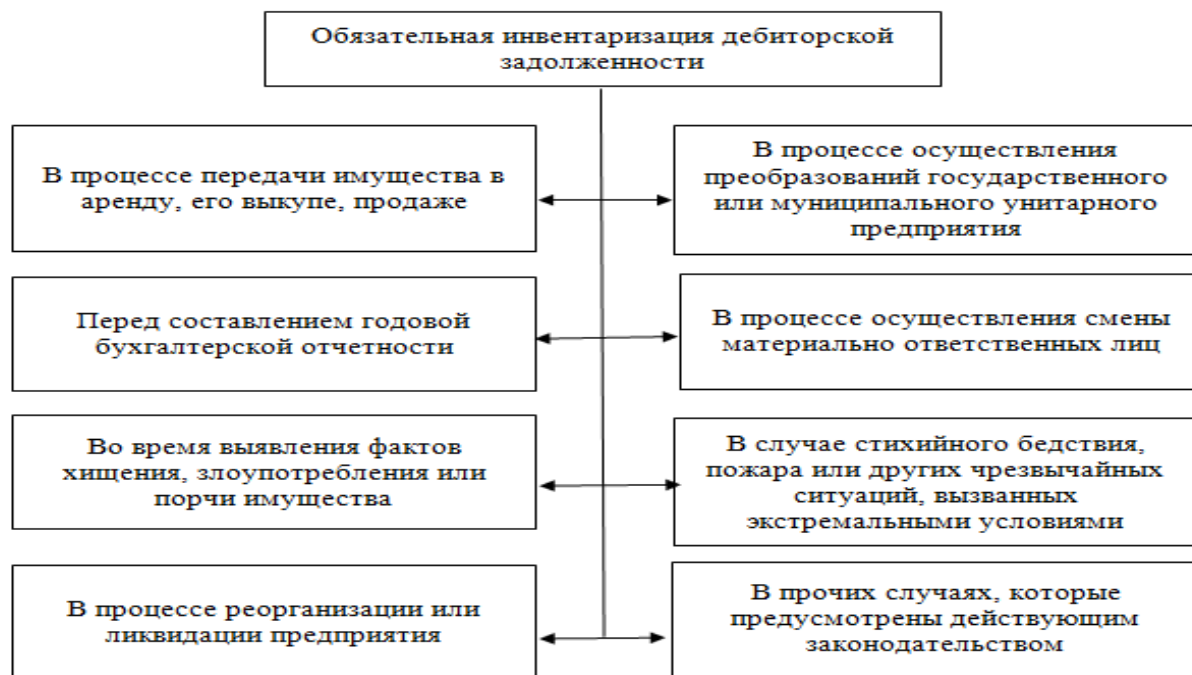 Обязательная инвентаризация дебиторской
задолженности
В процессе передачи имущества в
аренду, его выкупе, продаже
В процессе осуществления
преобразований государственного
или муниципального унитарного
предприятия
Перед составлением годовой
бухгалтерской отчетности
В процессе осуществления смены
материально ответственных лиц
Во время выявления фактов
хищения, злоупотребления или
порчи имущества
В случае стихийного бедствия,
пожара или других чрезвычайных
ситуаций, вызванных
экстремальными условиями
В процессе реорганизации или
ликвидации предприятия
В прочих случаях, которые
предусмотрены действующим
законодательством